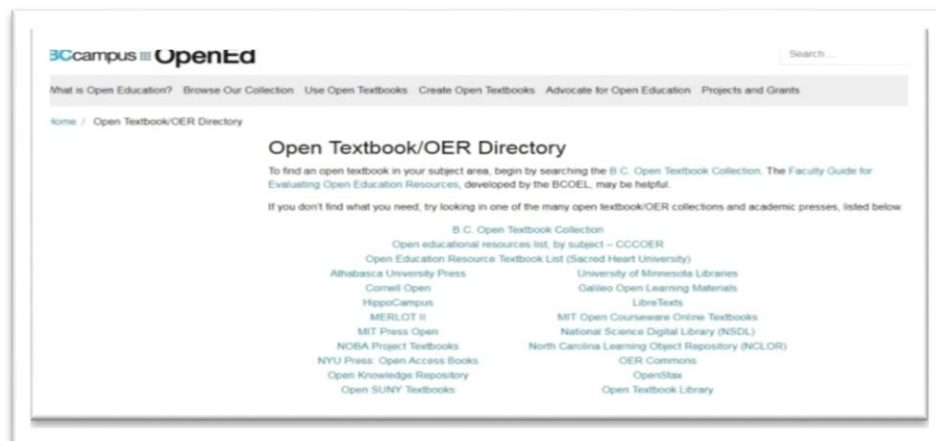 BCcampus OpenEd
Search ...
What is Open Education? Browse Our Collection Use Open Textbooks Create Open Textbooks Advocate for Open Education Projects and Grants
Home / Open Textbook/OER Directory
Open Textbook/OER Directory
To find an open textbook in your subject area, begin by searching the B.C. Open Textbook Collection. The Faculty Guide for
Evaluating Open Education Resources, developed by the BCOEL, may be helpful.
If you don't find what you need, try looking in one of the many open textbook/OER collections and academic presses, listed below.
B.C. Open Textbook Collection
Open educational resources list, by subject – CCCOER
Open Education Resource Textbook List (Sacred Heart University)
Athabasca University Press University of Minnesota Libraries
Cornell Open Galileo Open Learning Materials
HippoCampus LibreTexts
MERLOT II MIT Open Courseware Online Textbooks
MIT Press Open National Science Digital Library (NSDL)
NOBA Project Textbooks North Carolina Learning Object Repository (NCLOR)
NYU Press: Open Access Books OER Commons
Open Knowledge Repository OpenStax
Open SUNY Textbooks Open Textbook Library